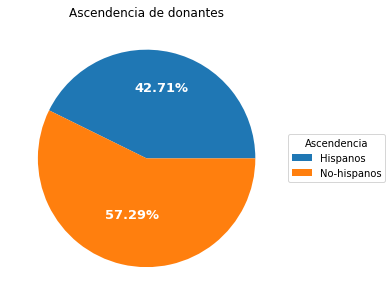 Ascendencia de donantes
42.71%
57.29%
Ascendencia
Hispanos
No-hispanos